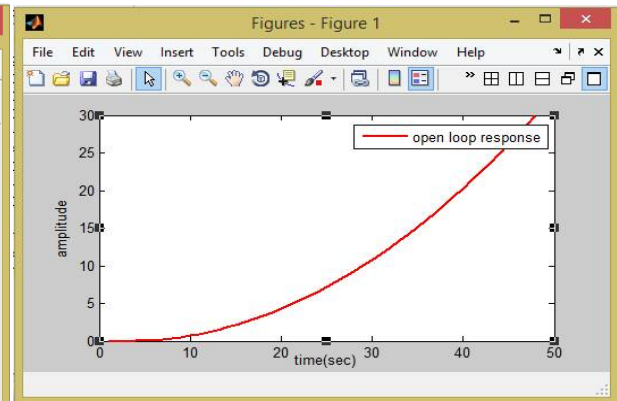 Figures - Figure 1
File Edit View Insert Tools Debug Desktop Window Help
open loop response
30
25
20
15
10
5
0
amplitude
0 10 20 30 40 50
time(sec)